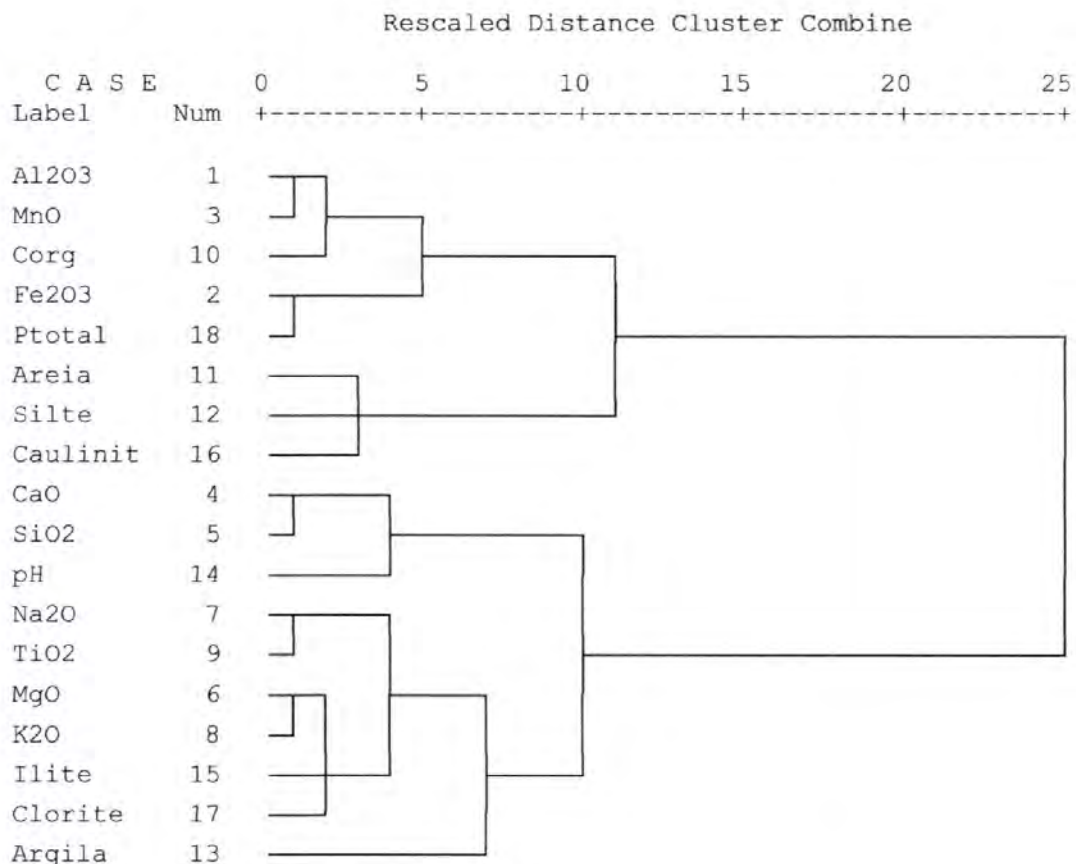 Rescaled Distance Cluster Combine
C A S E 0 5 10 15 20 25
Label Num
Al2O3 1
MnO 3
Corg 10
Fe2O3 2
Ptotal 18
Areia 11
Silte 12
Caulinit 16
CaO 4
SiO2 5
pH 14
Na2O 7
TiO2 9
MgO 6
K2O 8
Ilite 15
Clorite 17
Argila 13